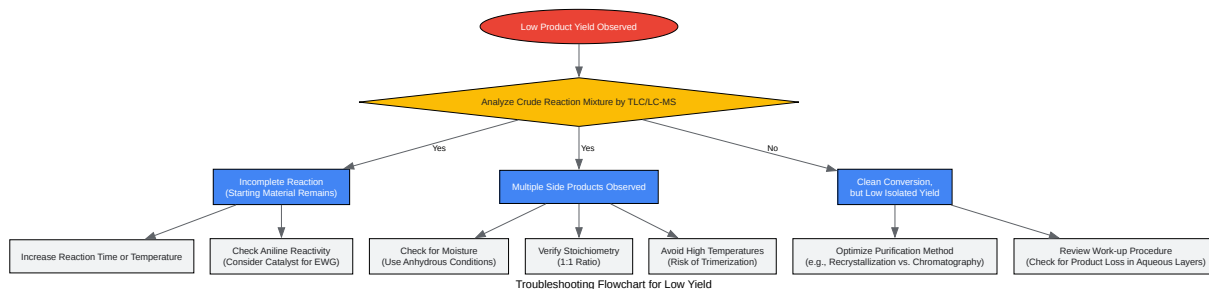 Low Product Yield Observed
Analyze Crude Reaction Mixture by TLC/LC-MS
Yes
Yes
No
Incomplete Reaction
(Starting Material Remains)
Multiple Side Products Observed
Clean Conversion,
but Low Isolated Yield
Increase Reaction Time or Temperature
Check Aniline Reactivity
(Consider Catalyst for EWG)
Check for Moisture
(Use Anhydrous Conditions)
Verify Stoichiometry
(1:1 Ratio)
Avoid High Temperatures
(Risk of Trimerization)
Optimize Purification Method
(e.g., Recrystallization vs. Chromatography)
Review Work-up Procedure
(Check for Product Loss in Aqueous Layers)
Troubleshooting Flowchart for Low Yield